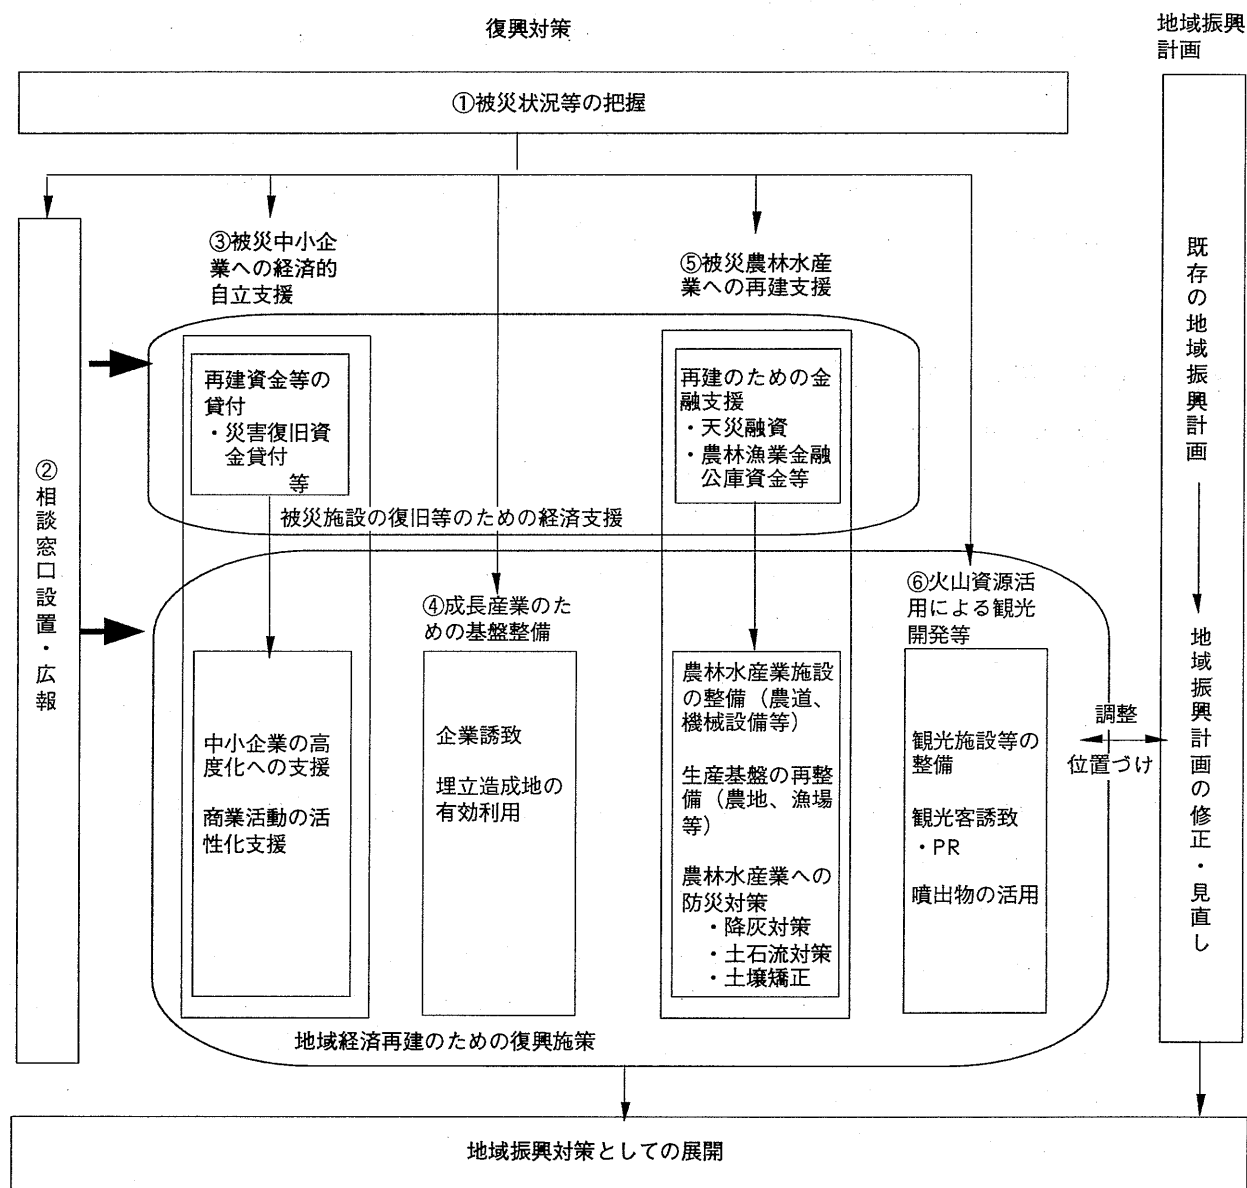 復興対策
地域振興
計画
①被災状況等の把握
②相談窓口設置・広報
③被災中小企
業への経済的
自立支援
再建資金等の
貸付
・災害復旧資
金貸付
等
⑤被災農林水産
業への再建支援
再建のための金
融支援
・天災融資
・農林漁業金融
公庫資金等
被災施設の復旧等のための経済支援
中小企業の高
度化への支援
商業活動の活
性化支援
④成長産業のた
めの基盤整備
企業誘致
埋立造成地の
有効利用
農林水産業施設
の整備（農道、
機械設備等）
生産基盤の再整
備（農地、漁場
等）
農林水産業への
防災対策
・降灰対策
・土石流対策
・土壌矯正
⑥火山資源活
用による観光
開発等
観光施設等の
整備
観光客誘致
・PR
噴出物の活用
地域経済再建のための復興施策
調整
位置づけ
既存の地域振興計画
地域振興計画の修正・見直し
地域振興対策としての展開